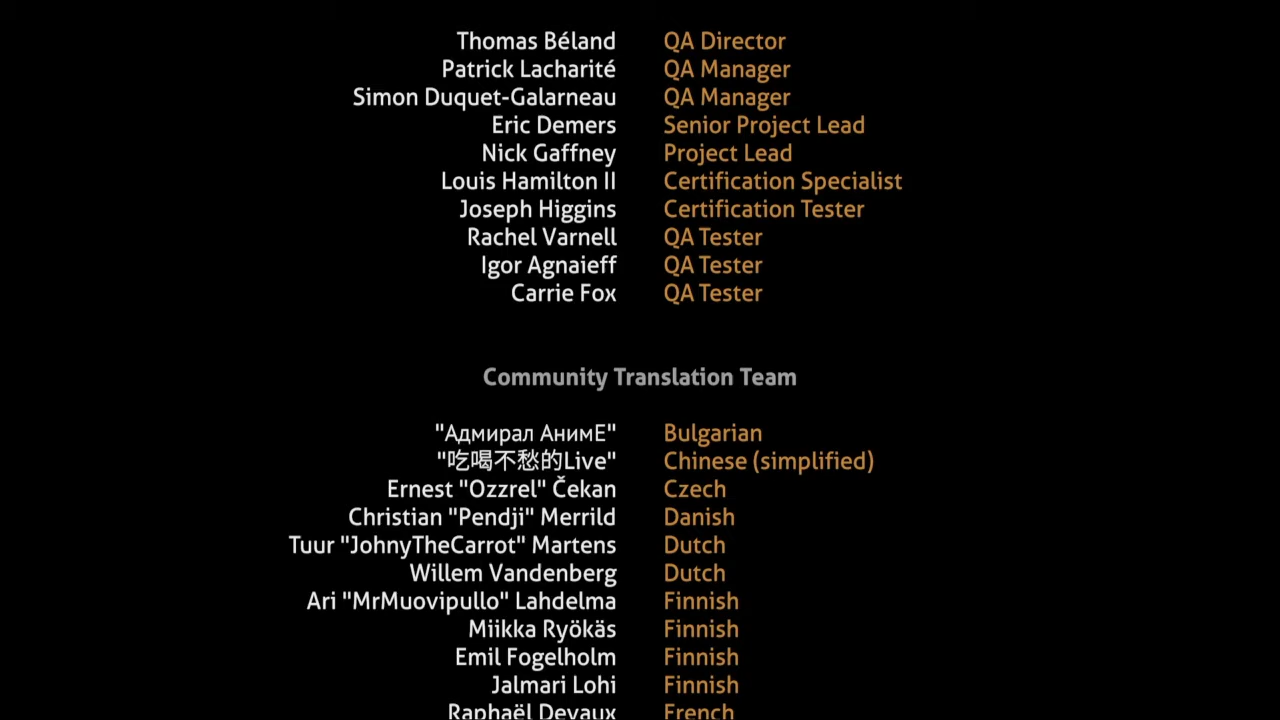 Thomas Béland QA Director
Patrick Lacharité QA Manager
Simon Duquet-Galarneau QA Manager
Eric Demers Senior Project Lead
Nick Gaffney Project Lead
Louis Hamilton II Certification Specialist
Joseph Higgins Certification Tester
Rachel Varnell QA Tester
Igor Agnaieff QA Tester
Carrie Fox QA Tester
Community Translation Team
"Адмирал АнимЕ" Bulgarian
"吃喝不愁的Live" Chinese (simplified)
Ernest "Ozzrel" Čekan Czech
Christian "Pendji" Merrild Danish
Tuur "JohnyTheCarrot" Martens Dutch
Willem Vandenberg Dutch
Ari "MrMuovipullo" Lahdelma Finnish
Miikka Ryökäs Finnish
Emil Fogelholm Finnish
Jalmari Lohi Finnish
Raphaël Devaux French